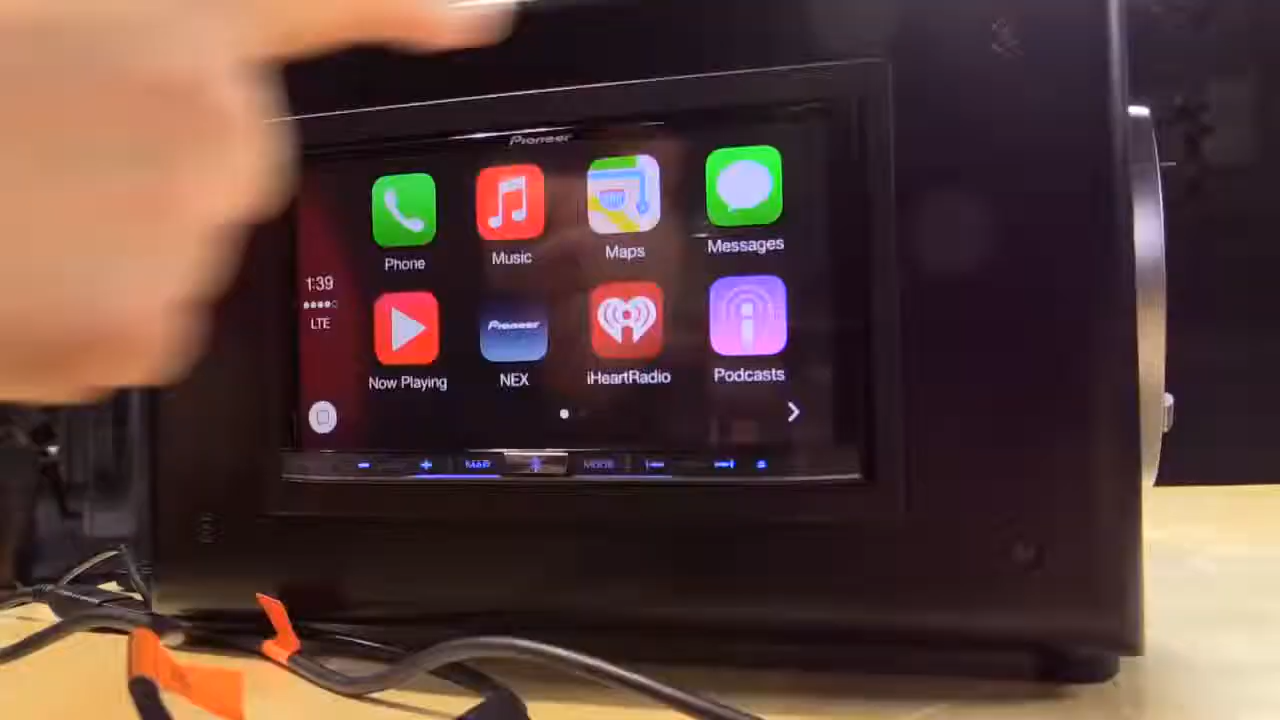 Pioneer
Phone
Music
Maps
Messages
1:39
LTE
Now Playing
Pioneer
NEX
iHeartRadio
Podcasts
MAP
MODE